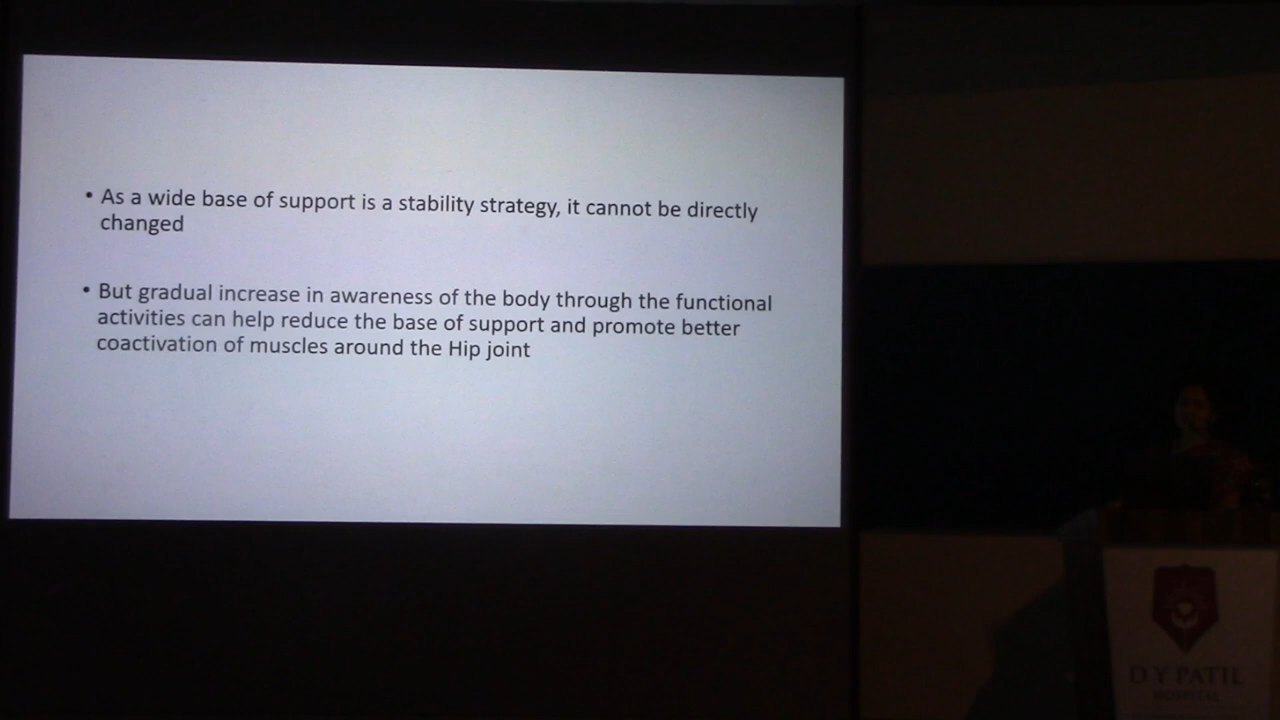 • As a wide base of support is a stability strategy, it cannot be directly
changed
• But gradual increase in awareness of the body through the functional
activities can help reduce the base of support and promote better
coactivation of muscles around the Hip joint
D Y PATIL
HOSPITAL